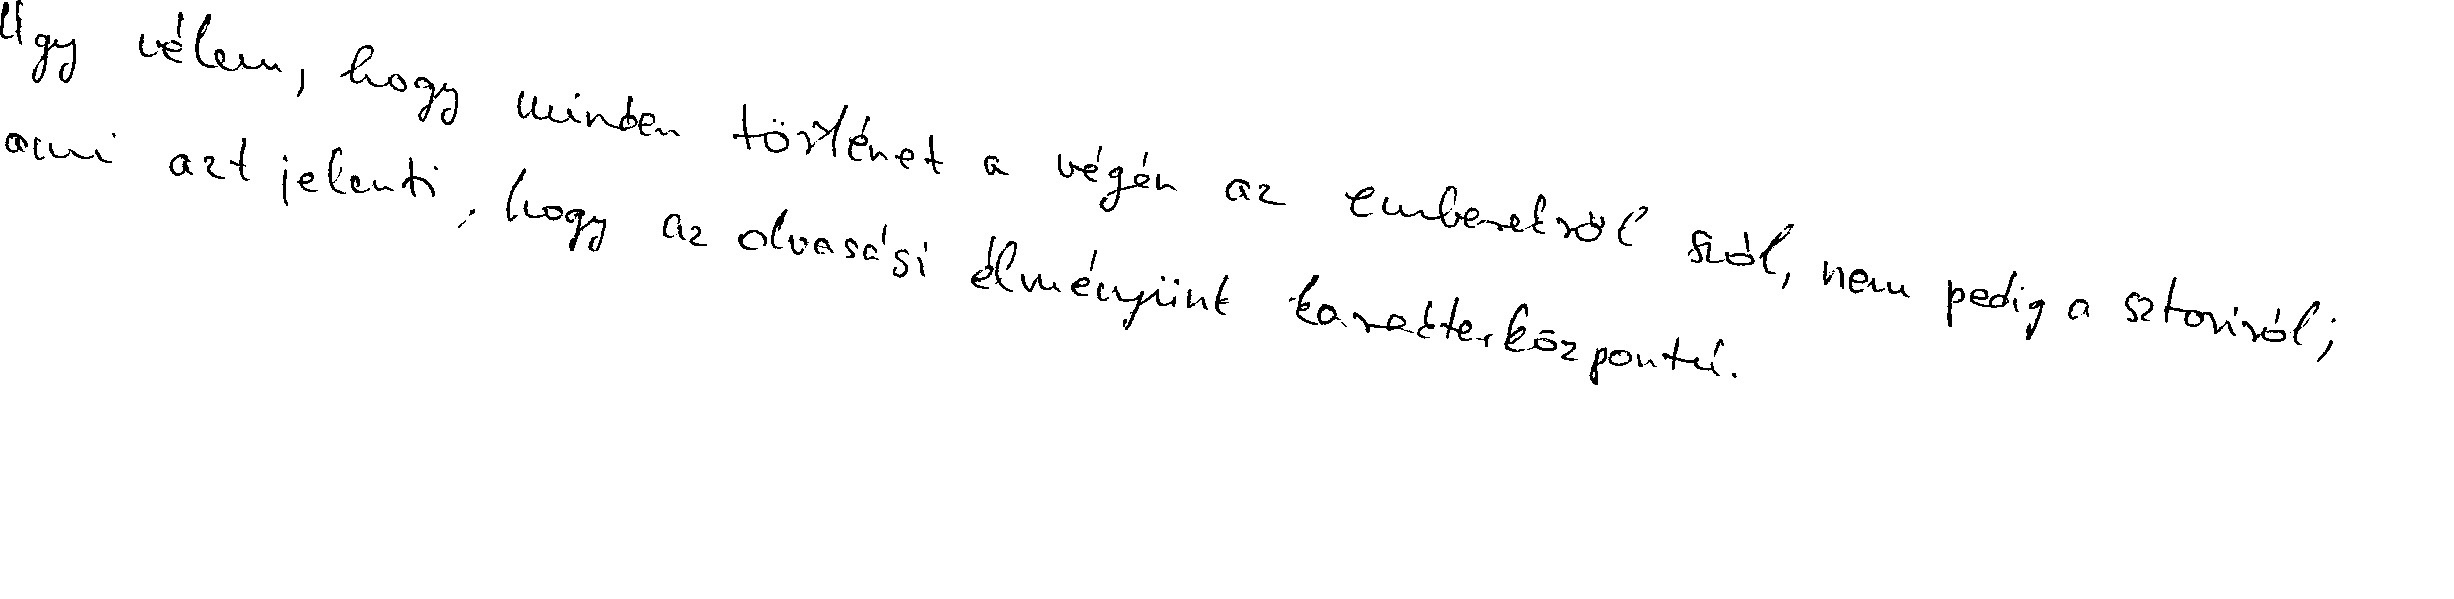 Úgy vélem, hogy minden történet a végén az emberekről szól, nem pedig a sztoriról;
ami azt jelenti, hogy az olvasási élményünk karakterközpontú.